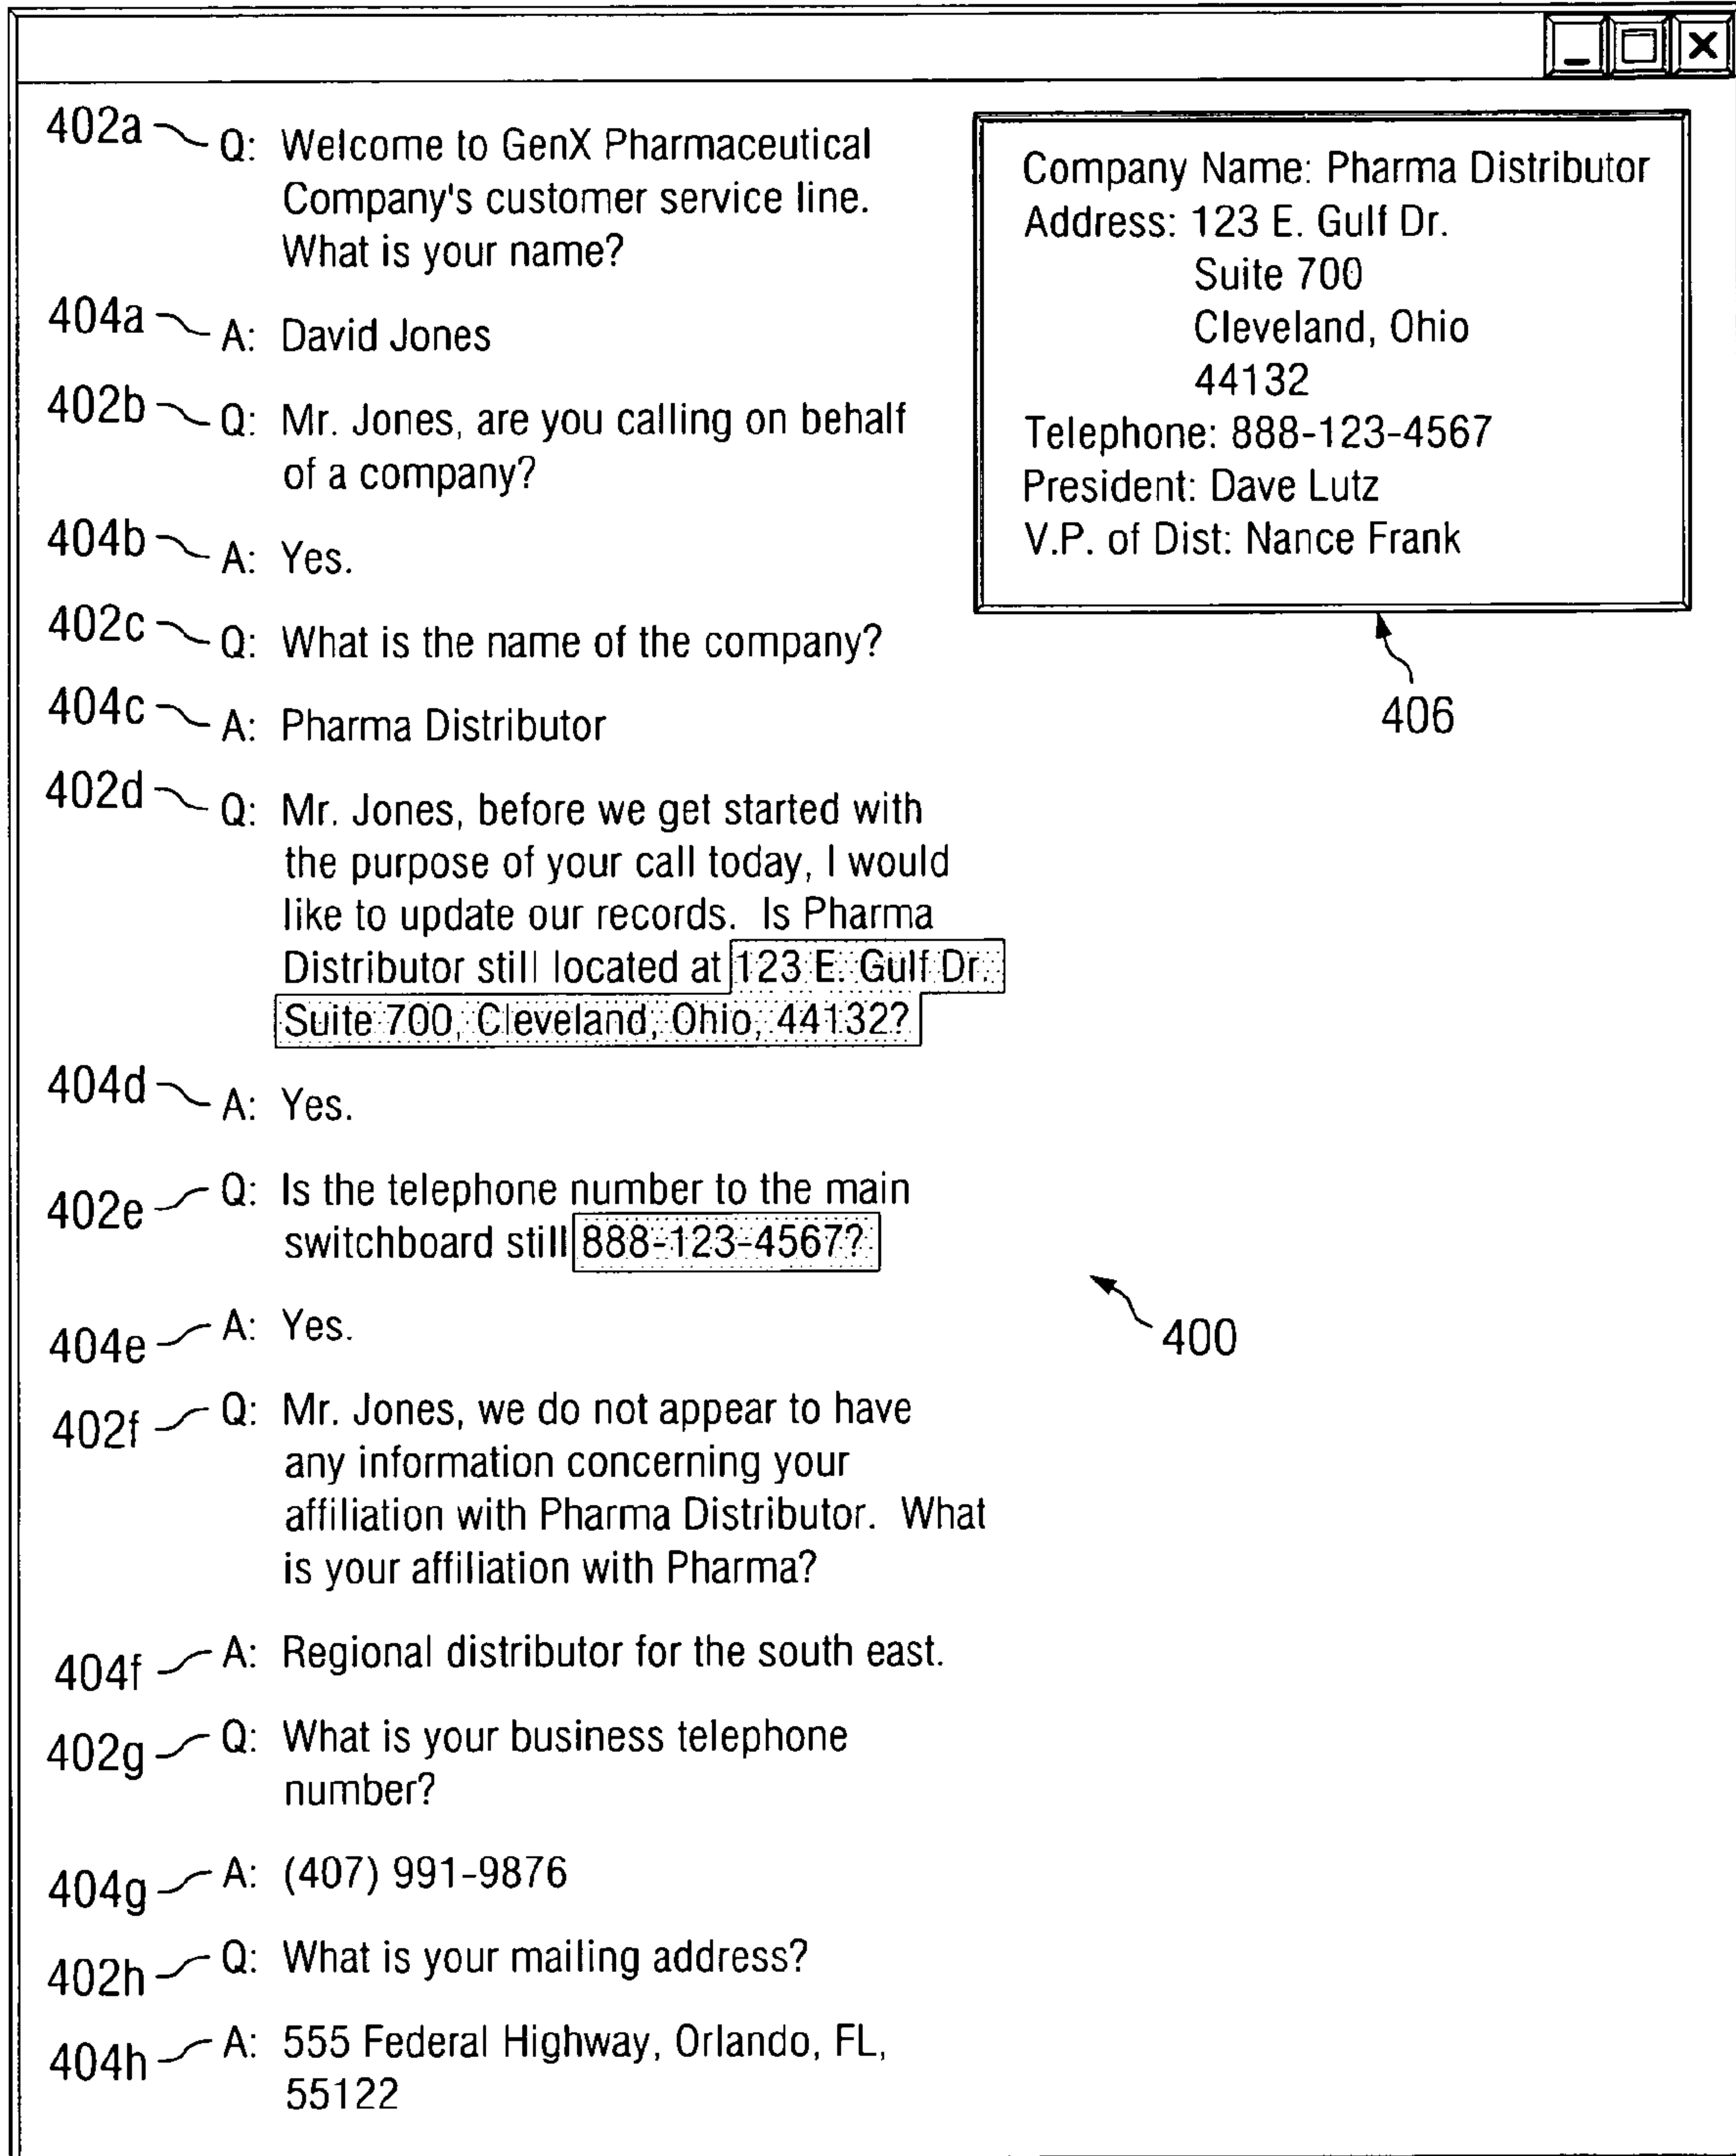 402a Q: Welcome to GenX Pharmaceutical
Company's customer service line.
What is your name?
404a A: David Jones
402b Q: Mr. Jones, are you calling on behalf
of a company?
404b A: Yes.
402c Q: What is the name of the company?
404c A: Pharma Distributor
402d Q: Mr. Jones, before we get started with
the purpose of your call today, I would
like to update our records. Is Pharma
Distributor still located at 123 E. Gulf Dr.
Suite 700, Cleveland, Ohio, 44132?
404d A: Yes.
402e Q: Is the telephone number to the main
switchboard still 888-123-4567?
404e A: Yes.
402f Q: Mr. Jones, we do not appear to have
any information concerning your
affiliation with Pharma Distributor. What
is your affiliation with Pharma?
404f A: Regional distributor for the south east.
402g Q: What is your business telephone
number?
404g A: (407) 991-9876
402h Q: What is your mailing address?
404h A: 555 Federal Highway, Orlando, FL,
55122
Company Name: Pharma Distributor
Address: 123 E. Gulf Dr.
Suite 700
Cleveland, Ohio
44132
Telephone: 888-123-4567
President: Dave Lutz
V.P. of Dist: Nance Frank
406
400